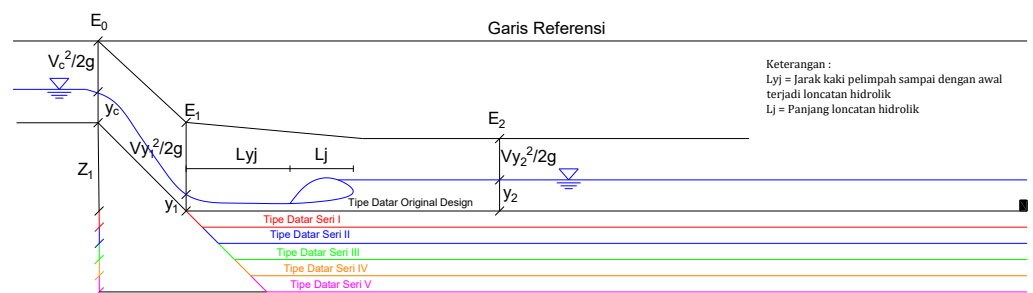 Garis Referensi
E0
Vc²/2g
yc
Z1
E1
Vy1²/2g
y1
Lyj
Lj
E2
Vy2²/2g
y2
Keterangan :
Lyj = Jarak kaki pelimpah sampai dengan awal
terjadi loncatan hidrolik
Lj = Panjang loncatan hidrolik
Tipe Datar Original Design
Tipe Datar Seri I
Tipe Datar Seri II
Tipe Datar Seri III
Tipe Datar Seri IV
Tipe Datar Seri V